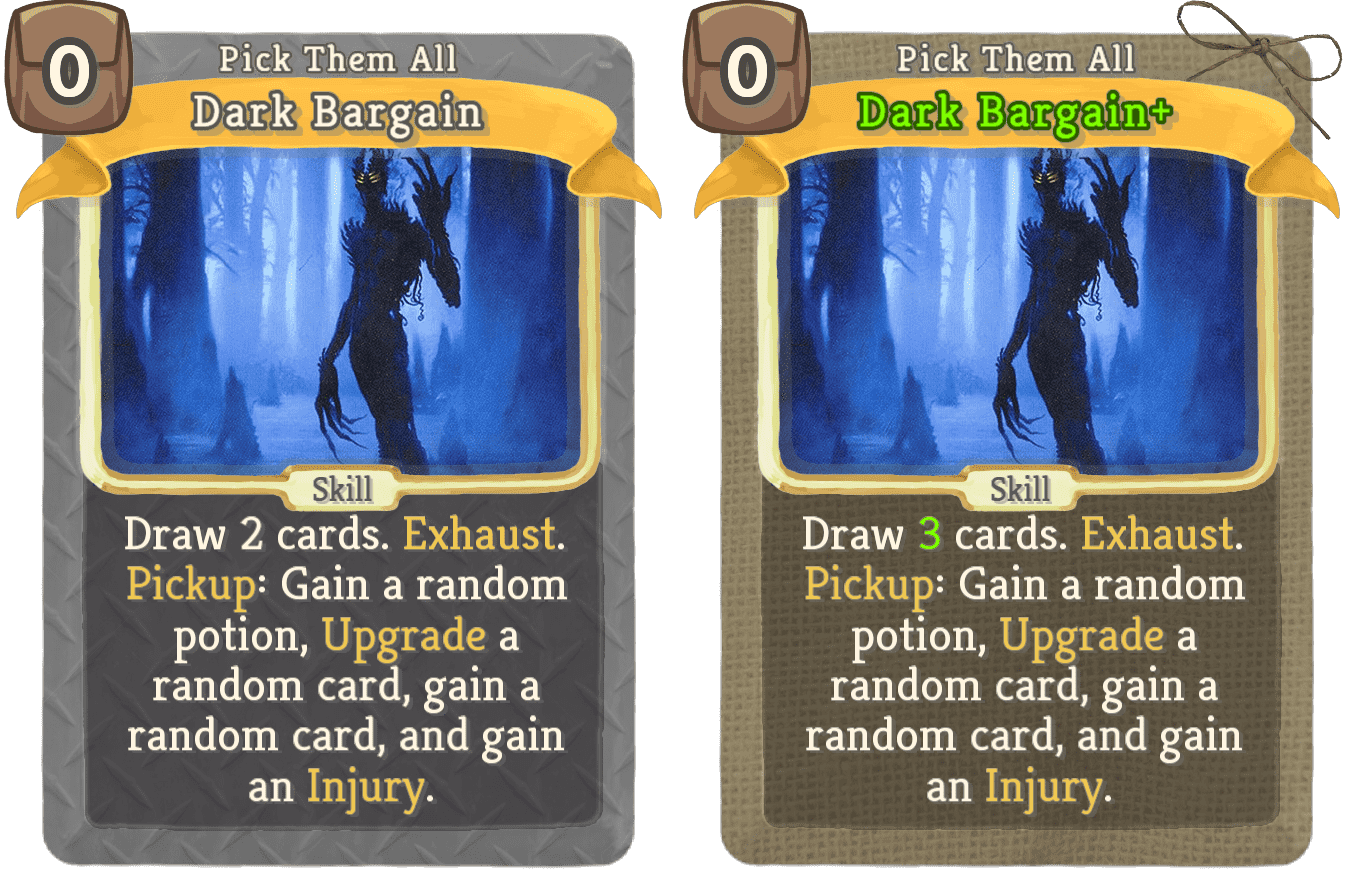 0
Pick Them All
Dark Bargain
Skill
Draw 2 cards. Exhaust.
Pickup: Gain a random
potion, Upgrade a
random card, gain a
random card, and gain
an Injury.
0
Pick Them All
Dark Bargain+
Skill
Draw 3 cards. Exhaust.
Pickup: Gain a random
potion, Upgrade a
random card, gain a
random card, and gain
an Injury.